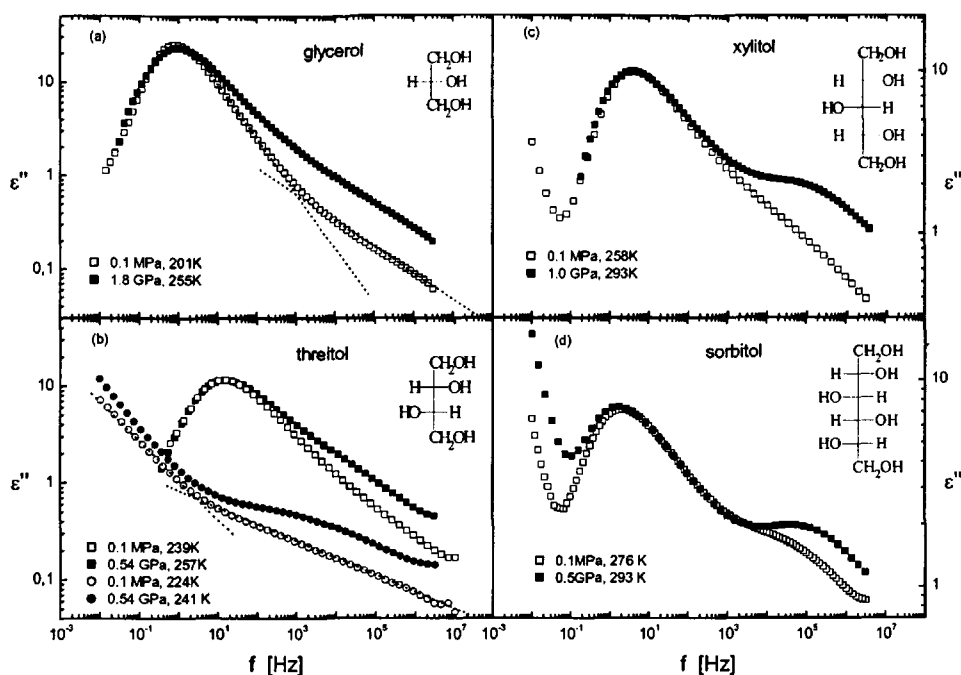 (a)
glycerol
CH2OH
H OH
CH2OH
10
1
0,1
ε''
0.1 MPa, 201K
1.8 GPa, 255K
(c)
xylitol
CH2OH
H OH
HO H
H OH
CH2OH
10
1
ε''
0.1 MPa, 258K
1.0 GPa, 293K
(b)
threitol
CH2OH
H OH
HO H
CH2OH
10
1
0,1
ε''
0.1 MPa, 239K
0.54 GPa, 257K
0.1 MPa, 224K
0.54 GPa, 241 K
10-3 10-1 101 103 105 107
f [Hz]
(d)
sorbitol
CH2OH
H OH
HO H
H OH
HO H
CH2OH
10
1
ε''
0.1MPa, 276 K
0.5GPa, 293 K
10-3 10-1 101 103 105 107
f [Hz]